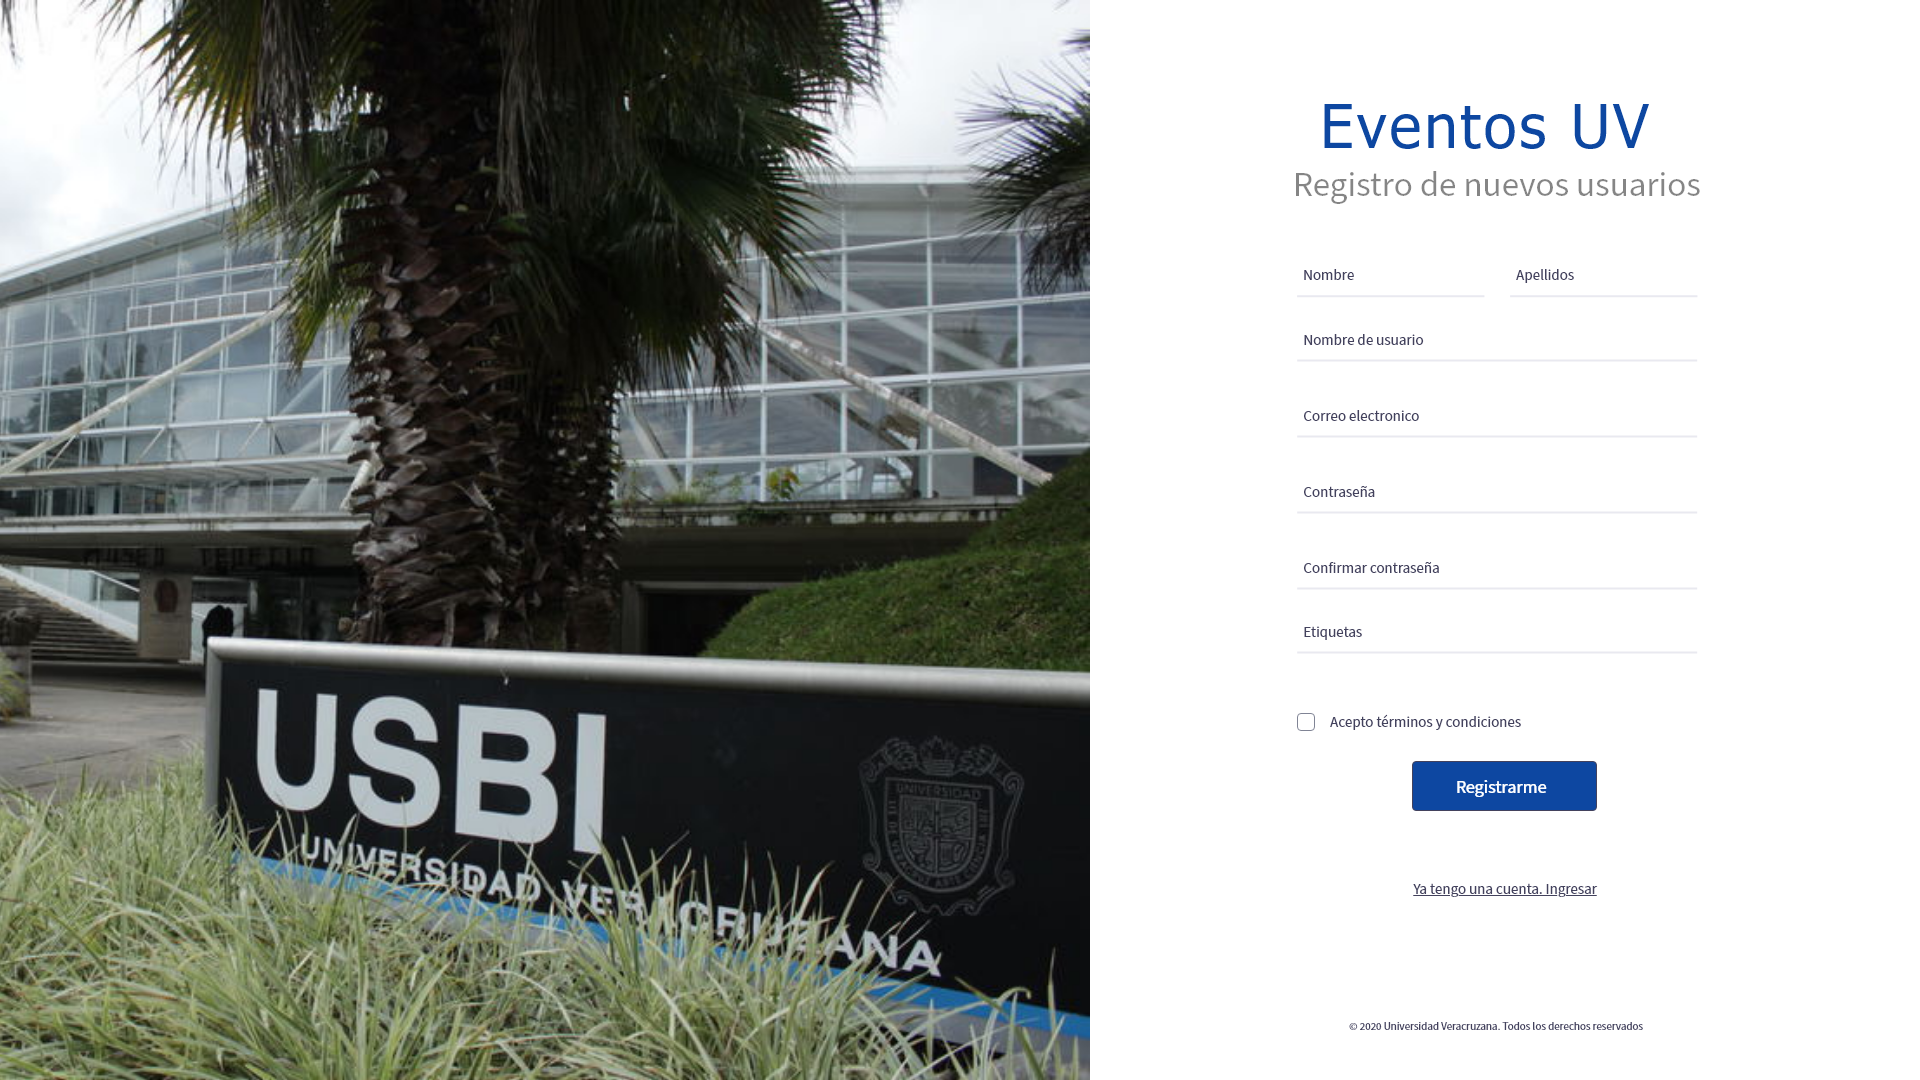 USBI
UNIVERSIDAD VERACRUZANA
UNIVERSIDAD
Eventos UV
Registro de nuevos usuarios
Nombre Apellidos
Nombre de usuario
Correo electronico
Contraseña
Confirmar contraseña
Etiquetas
Acepto términos y condiciones
Registrarme
Ya tengo una cuenta. Ingresar
© 2020 Universidad Veracruzana. Todos los derechos reservados